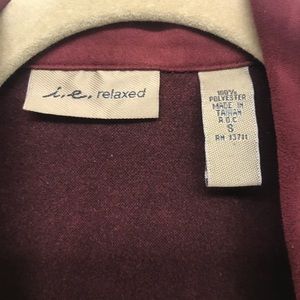 i.e. relaxed
100%
POLYESTER
MADE IN
TAIWAN
R.O.C
S
RN 13711